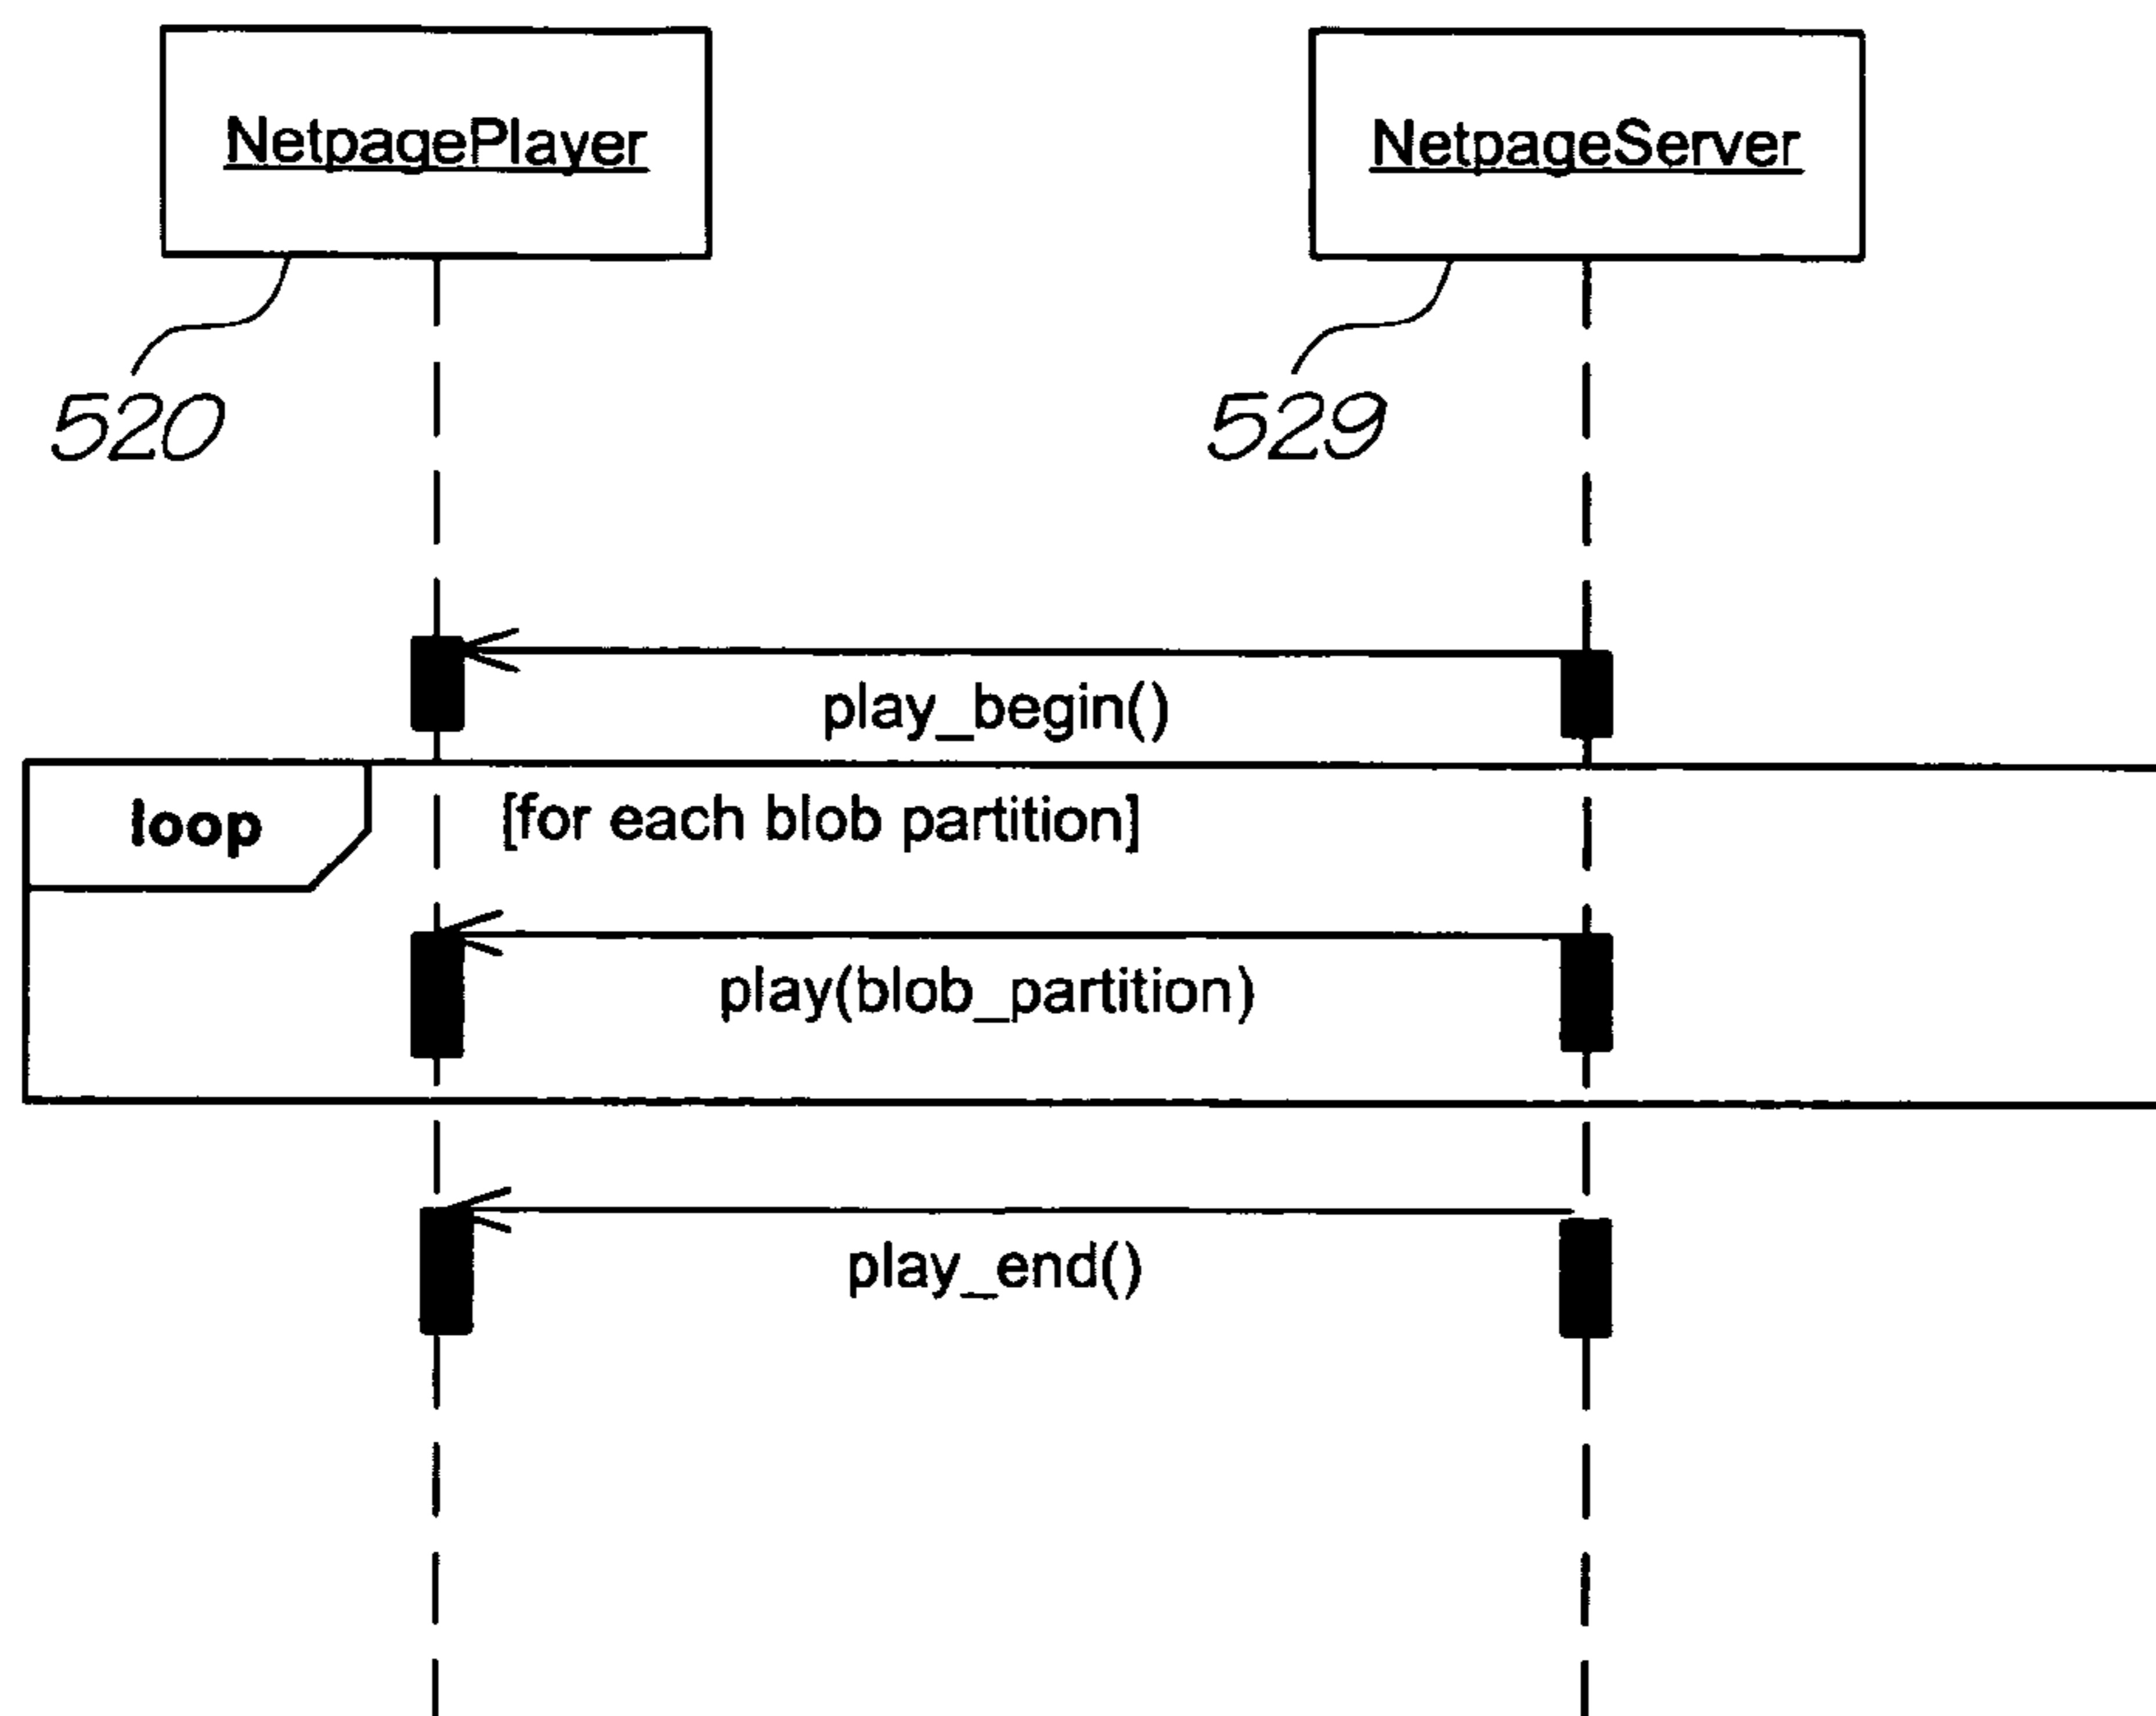 NetpagePlayer
NetpageServer
520
529
play_begin()
loop
[for each blob partition]
play(blob_partition)
play_end()